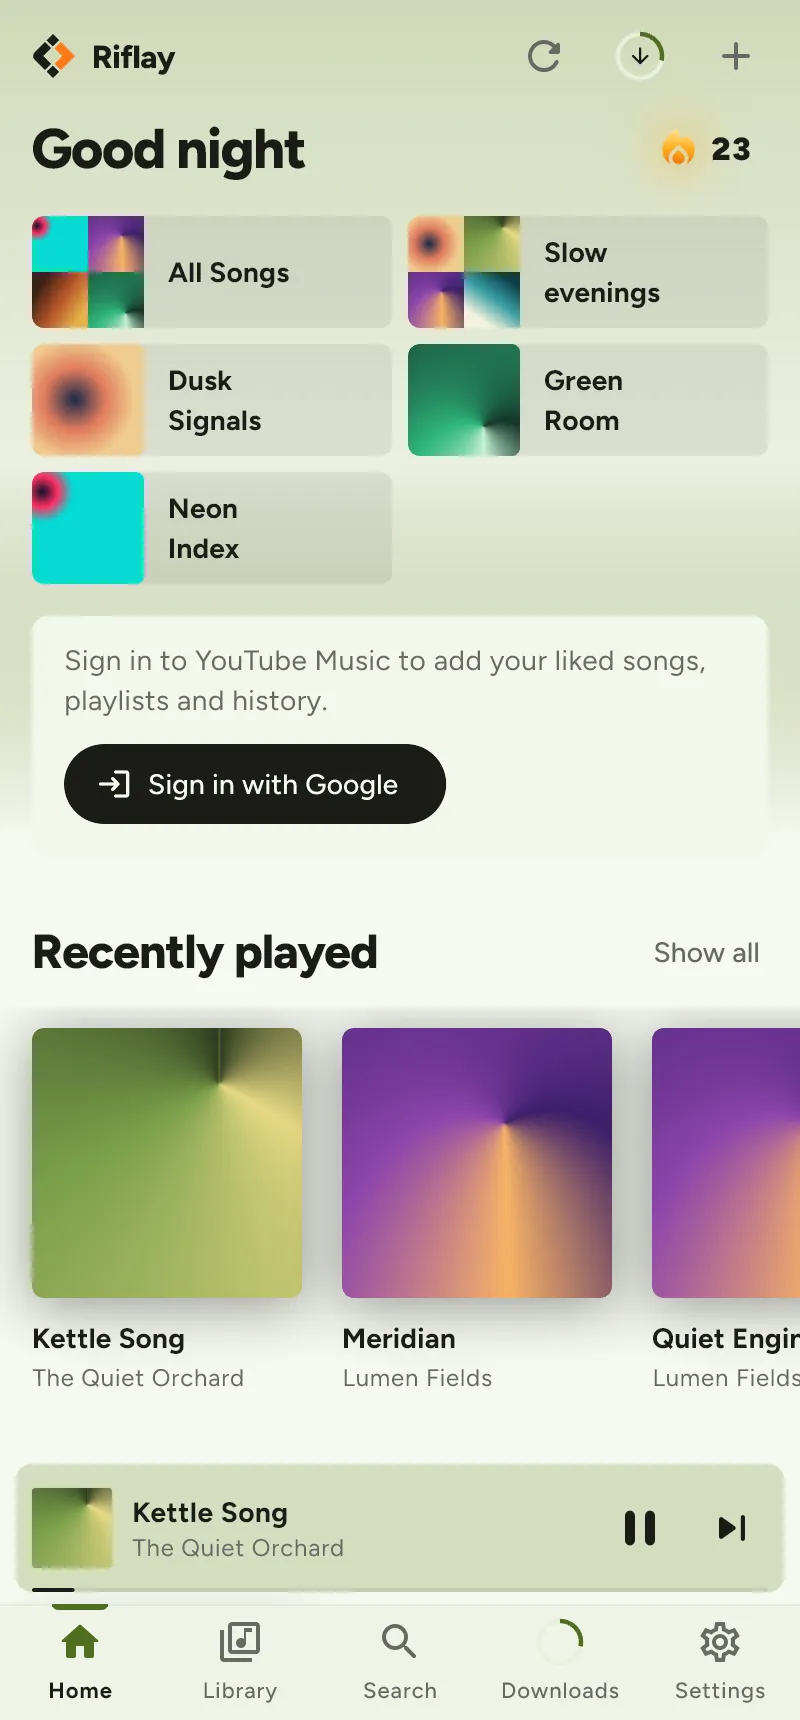 Riflay
Good night
23
All Songs
Slow
evenings
Dusk
Signals
Green
Room
Neon
Index
Sign in to YouTube Music to add your liked songs,
playlists and history.
Sign in with Google
Recently played
Show all
Kettle Song
The Quiet Orchard
Meridian
Lumen Fields
Quiet Engin
Lumen Fields
Kettle Song
The Quiet Orchard
Home
Library
Search
Downloads
Settings